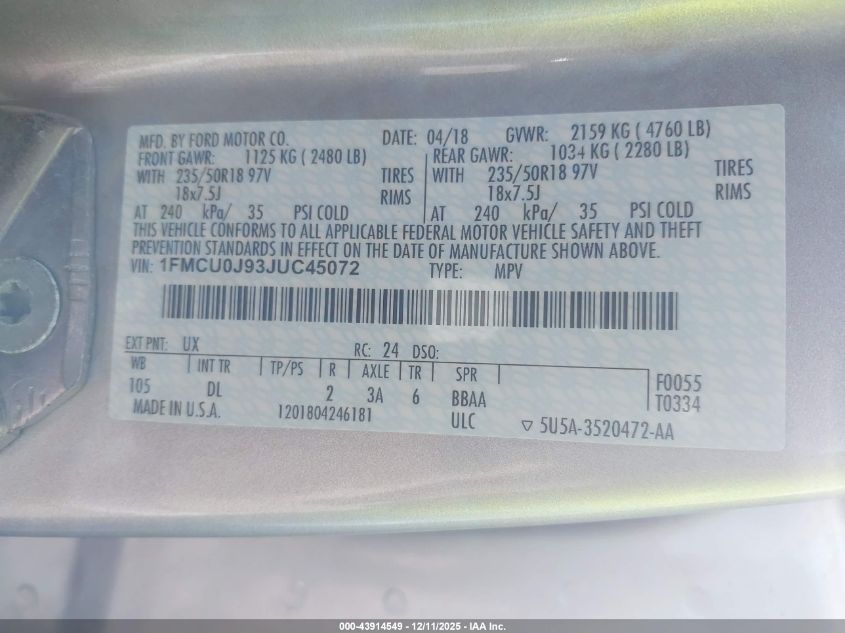 MFD. BY FORD MOTOR CO. DATE: 04/18 GVWR: 2159 KG ( 4760 LB)
FRONT GAWR: 1125 KG ( 2480 LB) REAR GAWR: 1034 KG ( 2280 LB)
WITH 235/50R18 97V TIRES WITH 235/50R18 97V TIRES
18x7.5J RIMS 18x7.5J RIMS
AT 240 kPa/ 35 PSI COLD AT 240 kPa/ 35 PSI COLD
THIS VEHICLE CONFORMS TO ALL APPLICABLE FEDERAL MOTOR VEHICLE SAFETY AND THEFT
PREVENTION STANDARDS IN EFFECT ON THE DATE OF MANUFACTURE SHOWN ABOVE.
VIN: 1FMCU0J93JUC45072 TYPE: MPV
EXT PNT: UX RC: 24 DSO:
WB INT TR TP/PS R AXLE TR SPR F0055
105 DL 2 3A 6 BBAA T0334
MADE IN U.S.A. 1201804246181 ULC ▽ 5U5A-3520472-AA
000-43914549 - 12/11/2025 - IAA Inc.